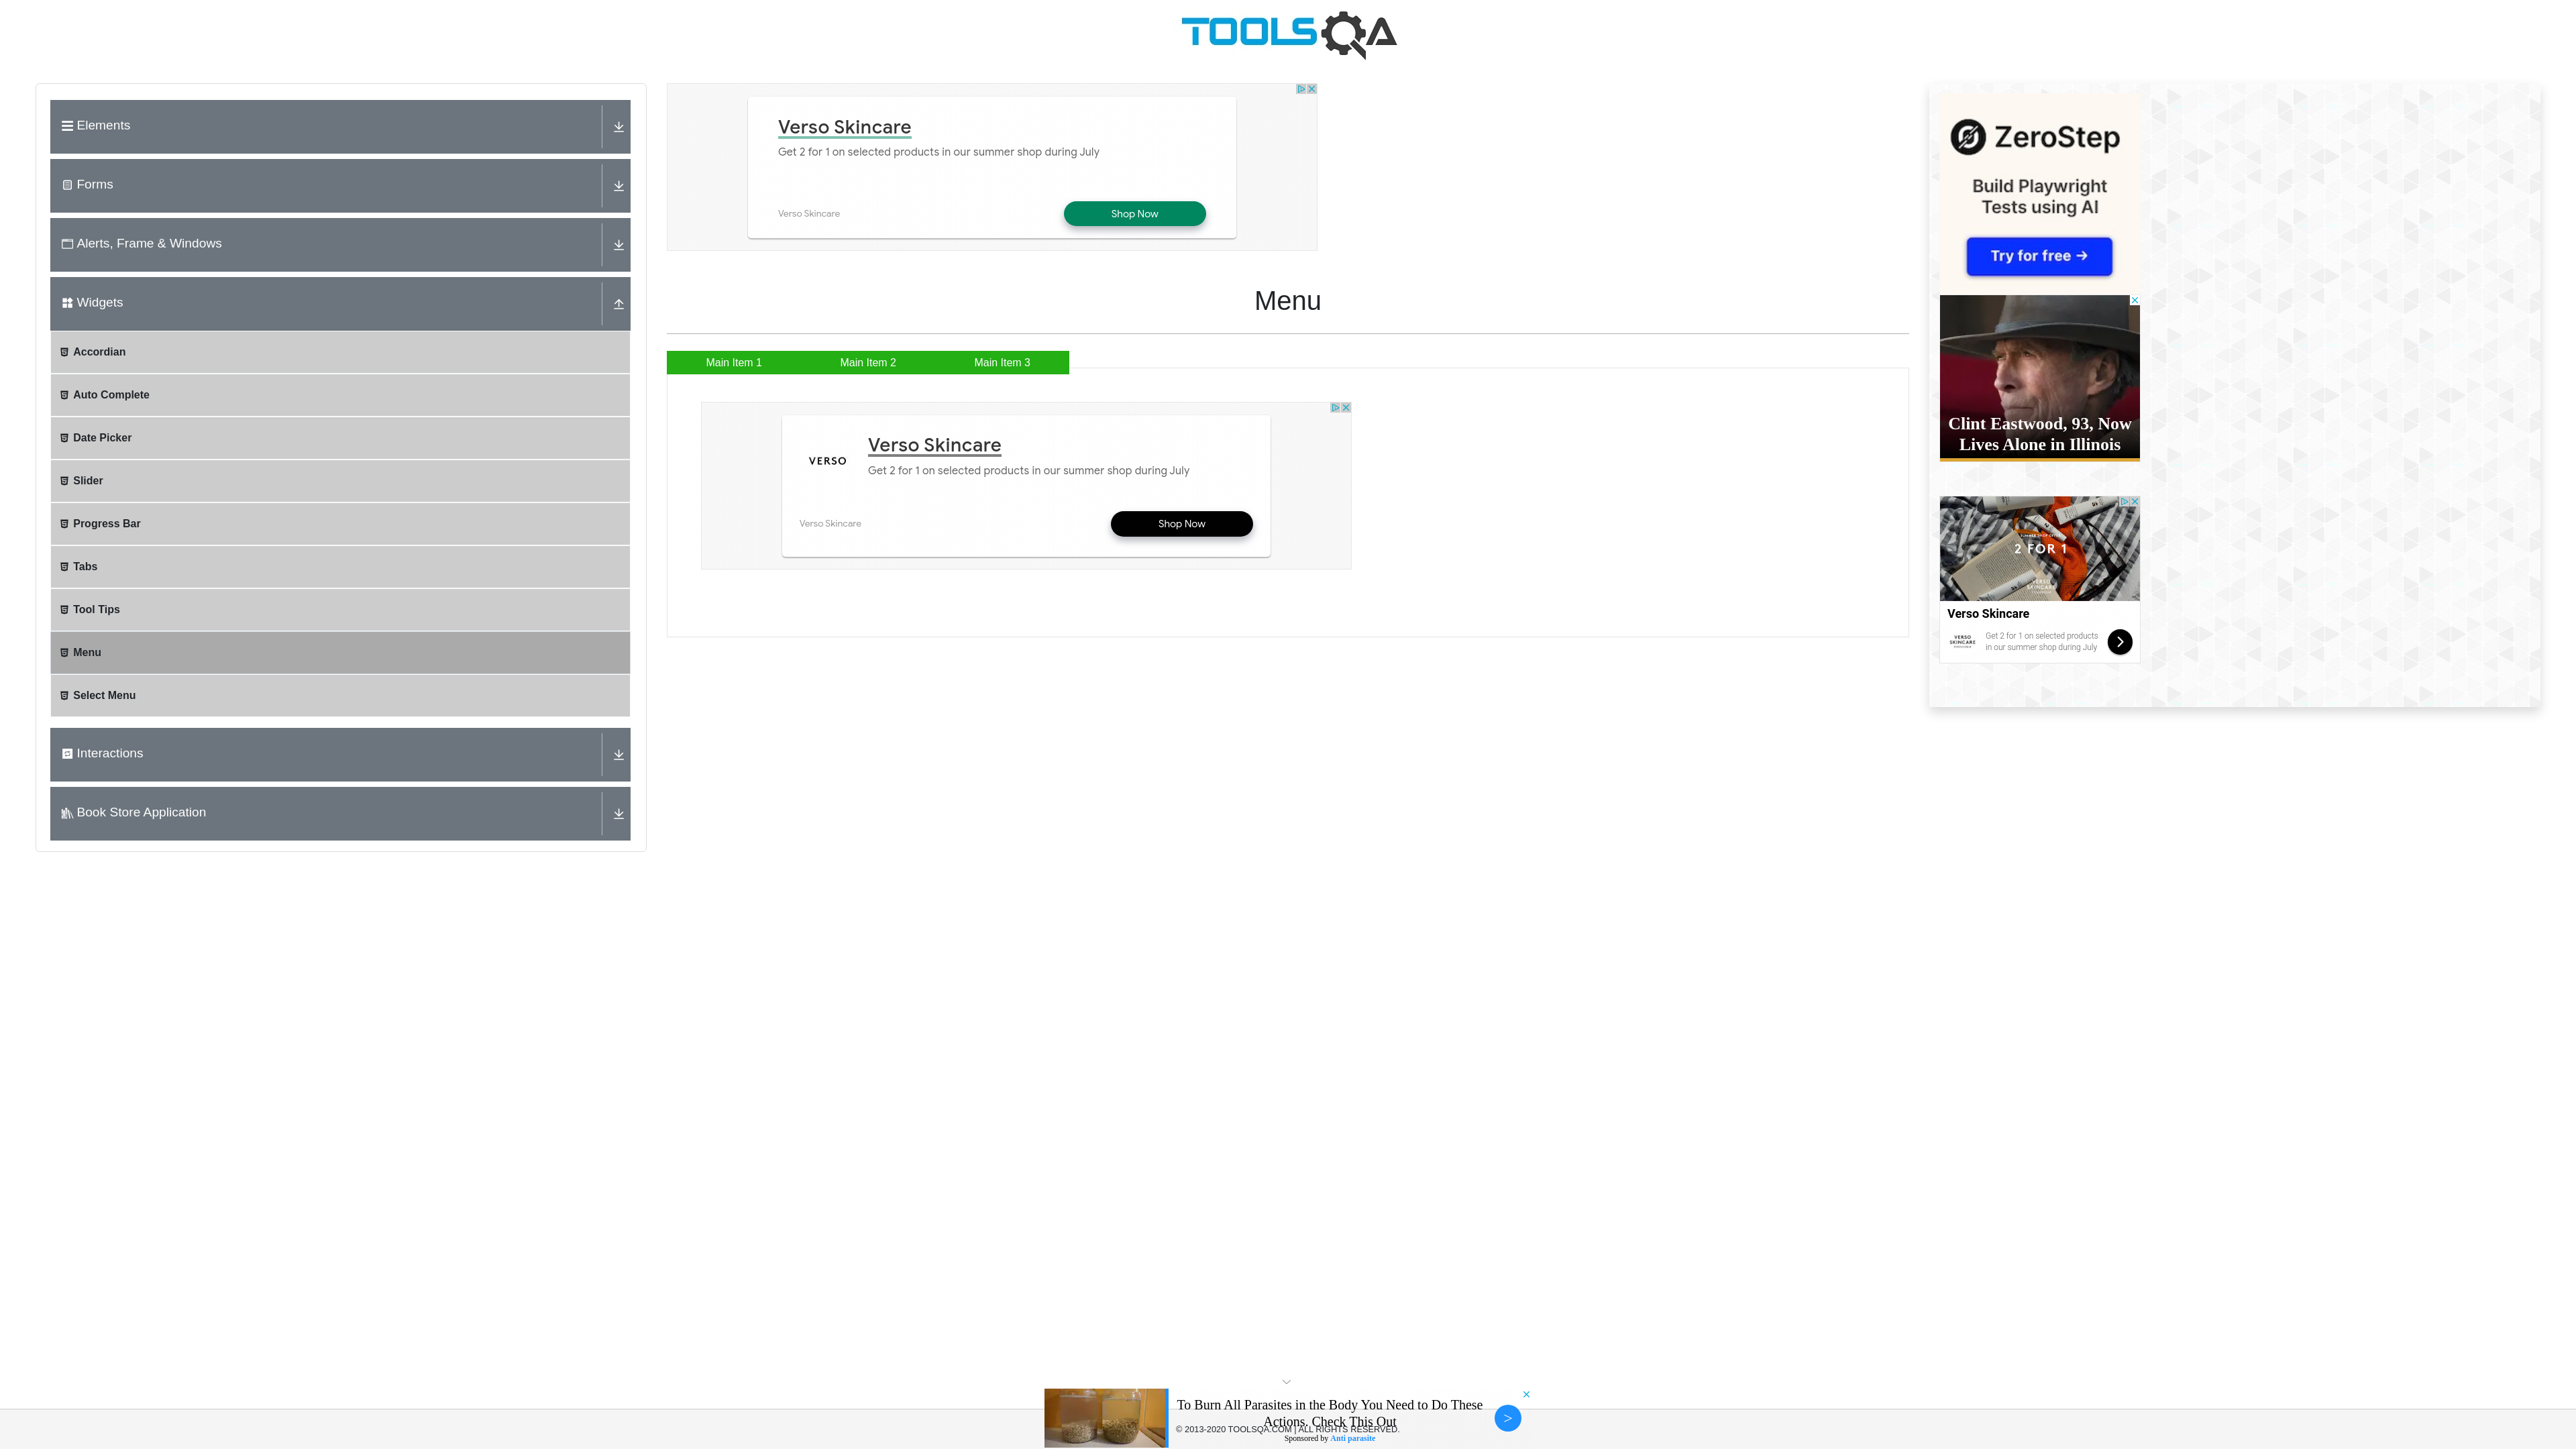 TOOLSQA
Elements
Forms
Alerts, Frame & Windows
Widgets
Accordian
Auto Complete
Date Picker
Slider
Progress Bar
Tabs
Tool Tips
Menu
Select Menu
Interactions
Book Store Application
Verso Skincare
Get 2 for 1 on selected products in our summer shop during July
Verso Skincare
Shop Now
Menu
Main Item 1
Main Item 2
Main Item 3
VERSO
Verso Skincare
Get 2 for 1 on selected products in our summer shop during July
Verso Skincare
Shop Now
ZeroStep
Build Playwright
Tests using AI
Try for free →
Clint Eastwood, 93, Now
Lives Alone in Illinois
2 FOR 1
VERSO
SKINCARE
Verso Skincare
VERSO
SKINCARE
Get 2 for 1 on selected products
in our summer shop during July
To Burn All Parasites in the Body You Need to Do These
Actions. Check This Out
© 2013-2020 TOOLSQA.COM | ALL RIGHTS RESERVED.
Sponsored by Anti parasite